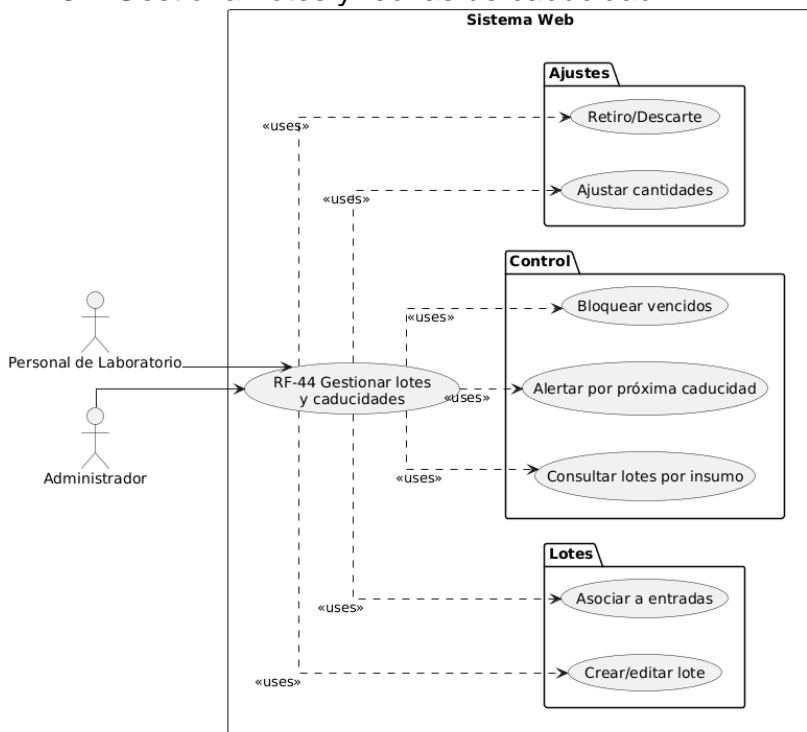 Sistema Web
Ajustes
Retiro/Descarte
«uses»
Ajustar cantidades
«uses»
Control
Bloquear vencidos
«uses»
Personal de Laboratorio
RF-44 Gestionar lotes
y caducidades
Alertar por próxima caducidad
«uses»
Administrador
Consultar lotes por insumo
«uses»
Lotes
Asociar a entradas
«uses»
Crear/editar lote
«uses»